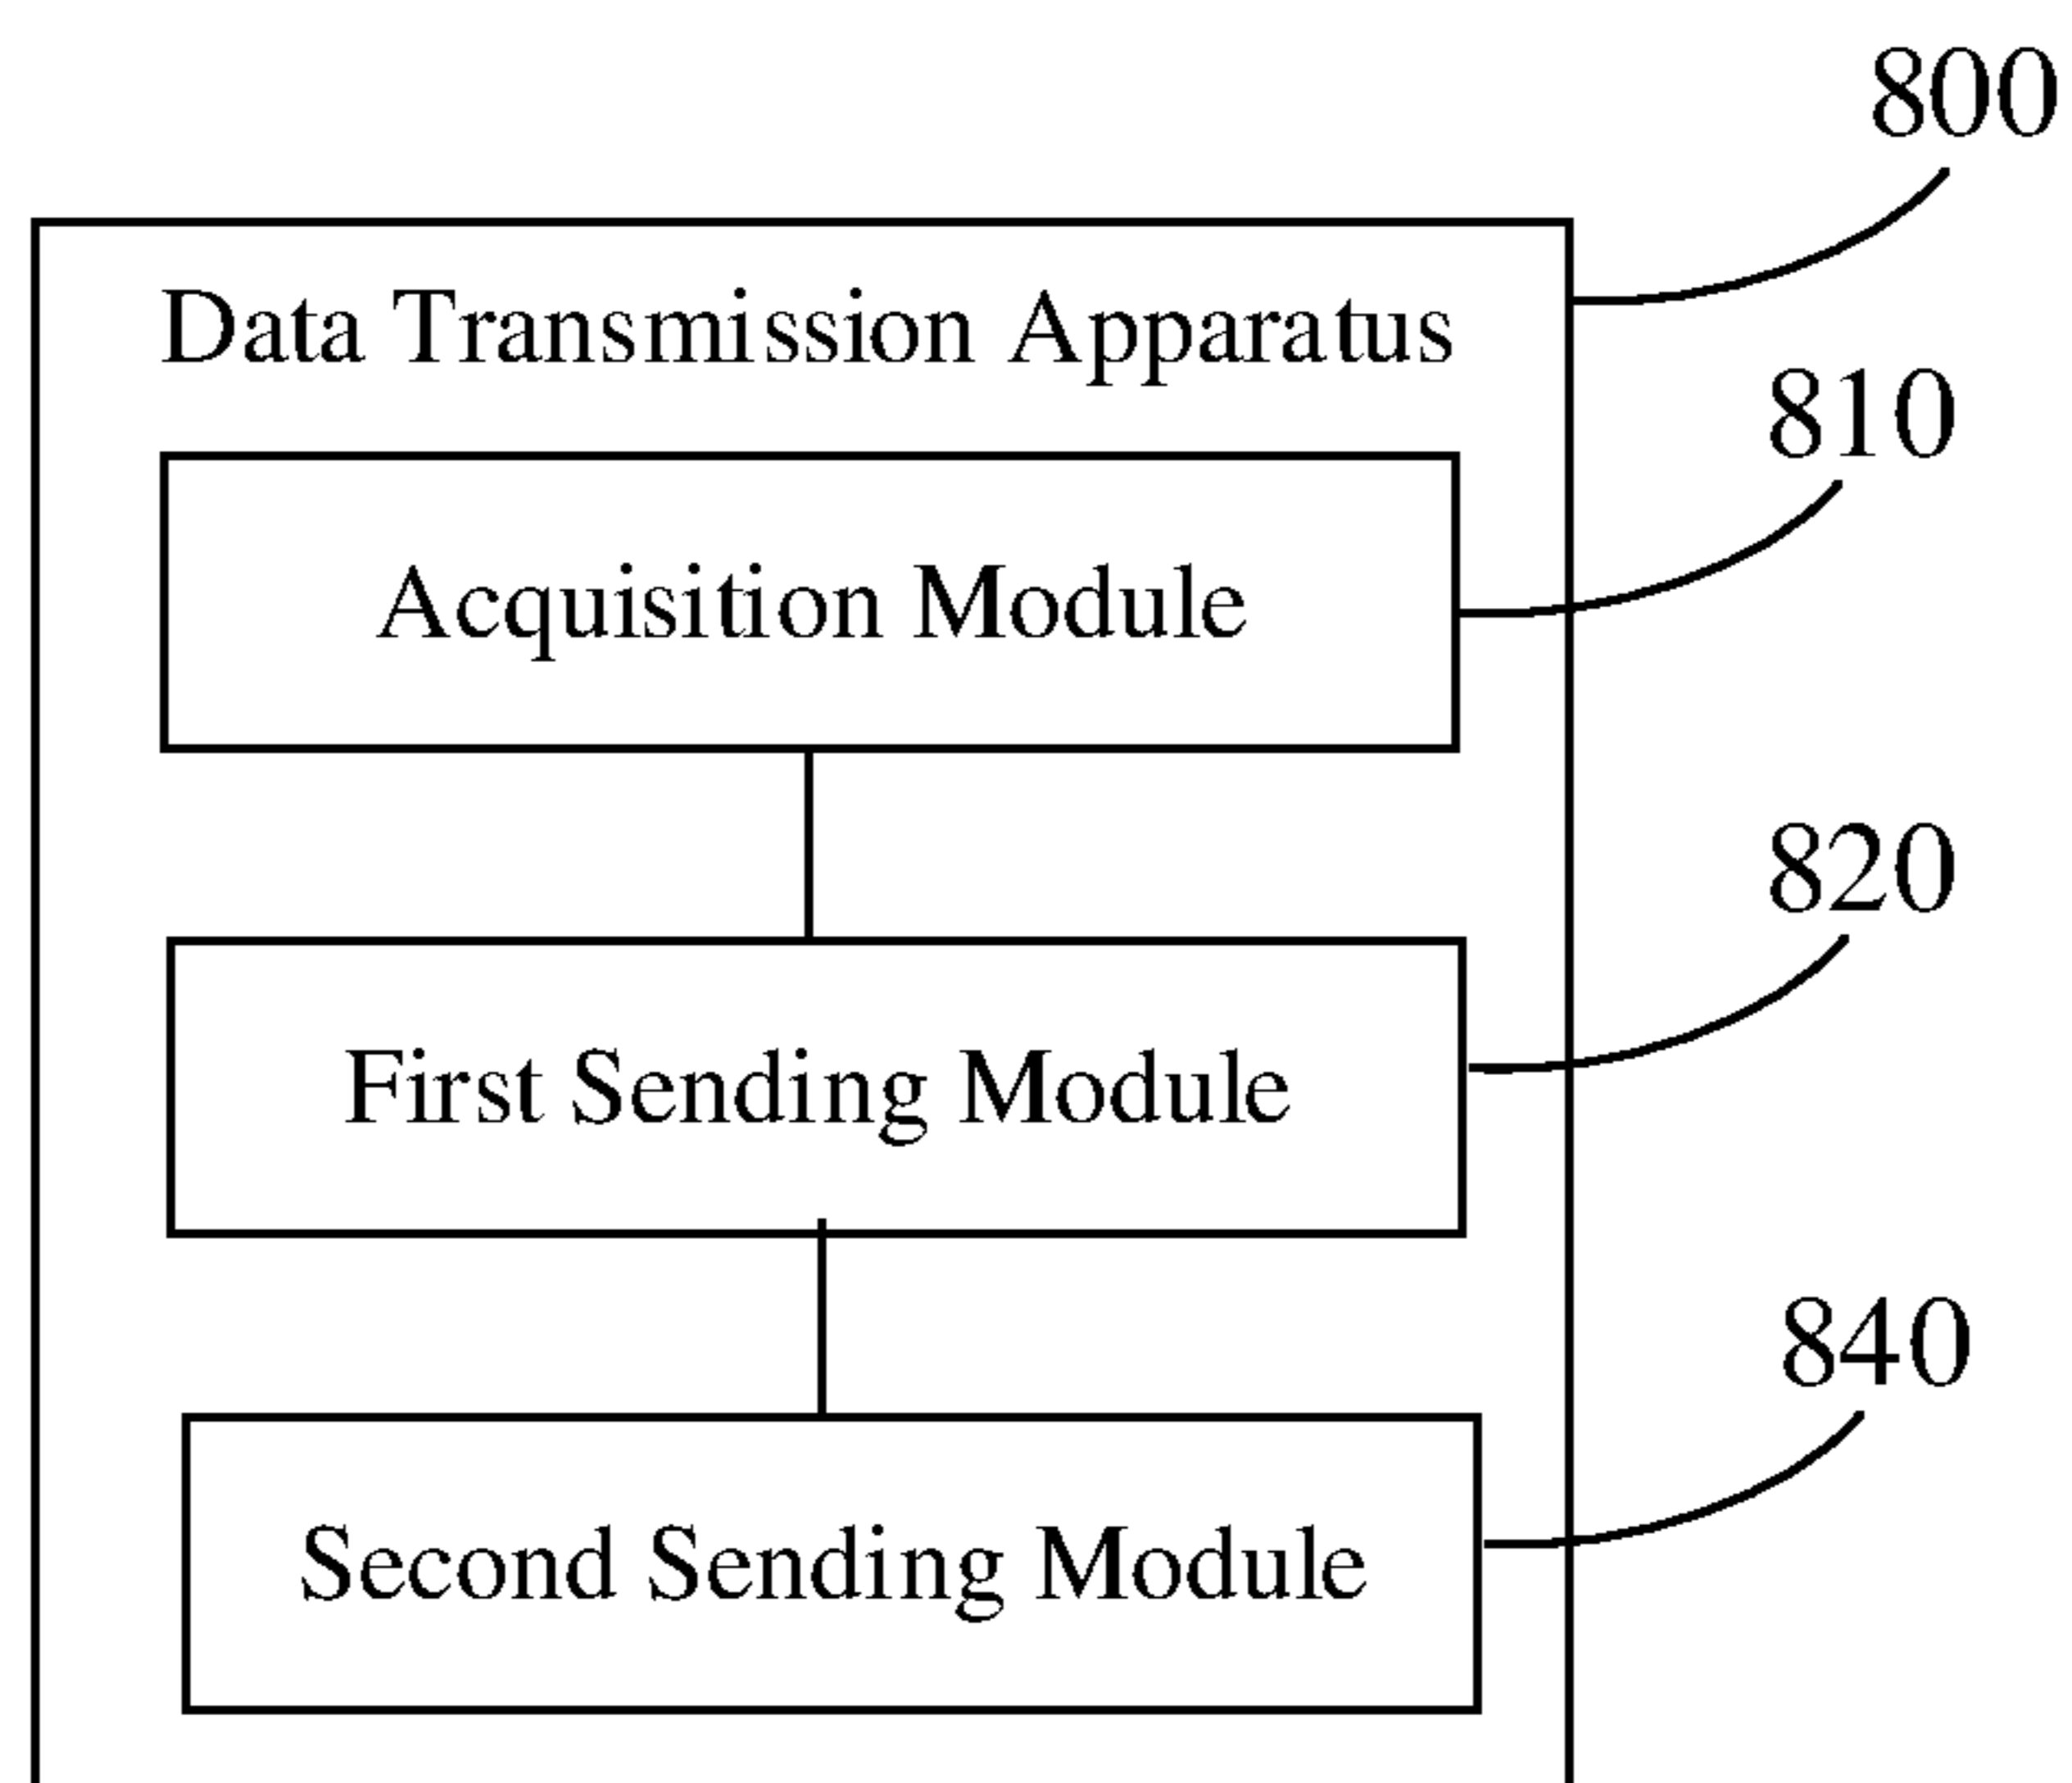 800
Data Transmission Apparatus
810
Acquisition Module
820
First Sending Module
840
Second Sending Module